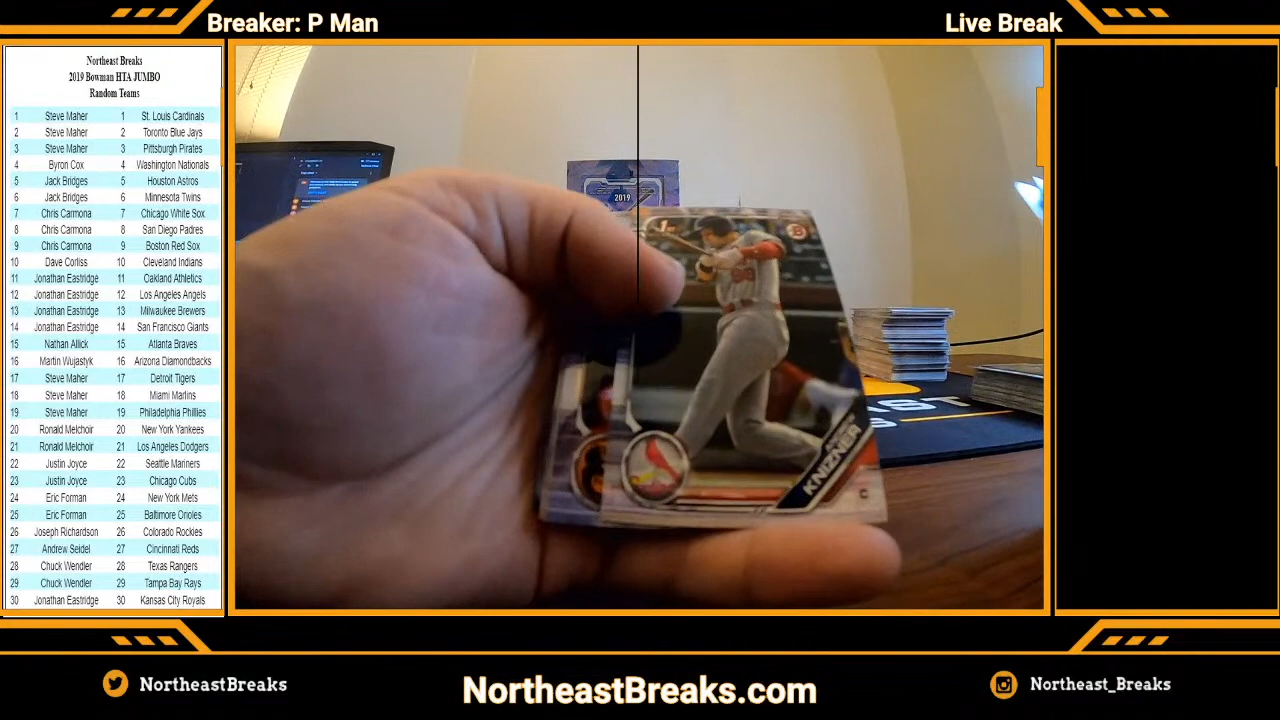 Breaker: P Man
Live Break
Northeast Breaks
2019 Bowman HTA JUMBO
Random Teams
1 Steve Maher 1 St. Louis Cardinals
2 Steve Maher 2 Toronto Blue Jays
3 Steve Maher 3 Pittsburgh Pirates
4 Byron Cox 4 Washington Nationals
5 Jack Bridges 5 Houston Astros
6 Jack Bridges 6 Minnesota Twins
7 Chris Carmona 7 Chicago White Sox
8 Chris Carmona 8 San Diego Padres
9 Chris Carmona 9 Boston Red Sox
10 Dave Corliss 10 Cleveland Indians
11 Jonathan Eastridge 11 Oakland Athletics
12 Jonathan Eastridge 12 Los Angeles Angels
13 Jonathan Eastridge 13 Milwaukee Brewers
14 Jonathan Eastridge 14 San Francisco Giants
15 Nathan Allick 15 Atlanta Braves
16 Martin Wujastyk 16 Arizona Diamondbacks
17 Steve Maher 17 Detroit Tigers
18 Steve Maher 18 Miami Marlins
19 Steve Maher 19 Philadelphia Phillies
20 Ronald Melchoir 20 New York Yankees
21 Ronald Melchoir 21 Los Angeles Dodgers
22 Justin Joyce 22 Seattle Mariners
23 Justin Joyce 23 Chicago Cubs
24 Eric Forman 24 New York Mets
25 Eric Forman 25 Baltimore Orioles
26 Joseph Richardson 26 Colorado Rockies
27 Andrew Seidel 27 Cincinnati Reds
28 Chuck Wendler 28 Texas Rangers
29 Chuck Wendler 29 Tampa Bay Rays
30 Jonathan Eastridge 30 Kansas City Royals
2019
1st
B
KNIZNER
AST
NortheastBreaks
NortheastBreaks.com
Northeast_Breaks